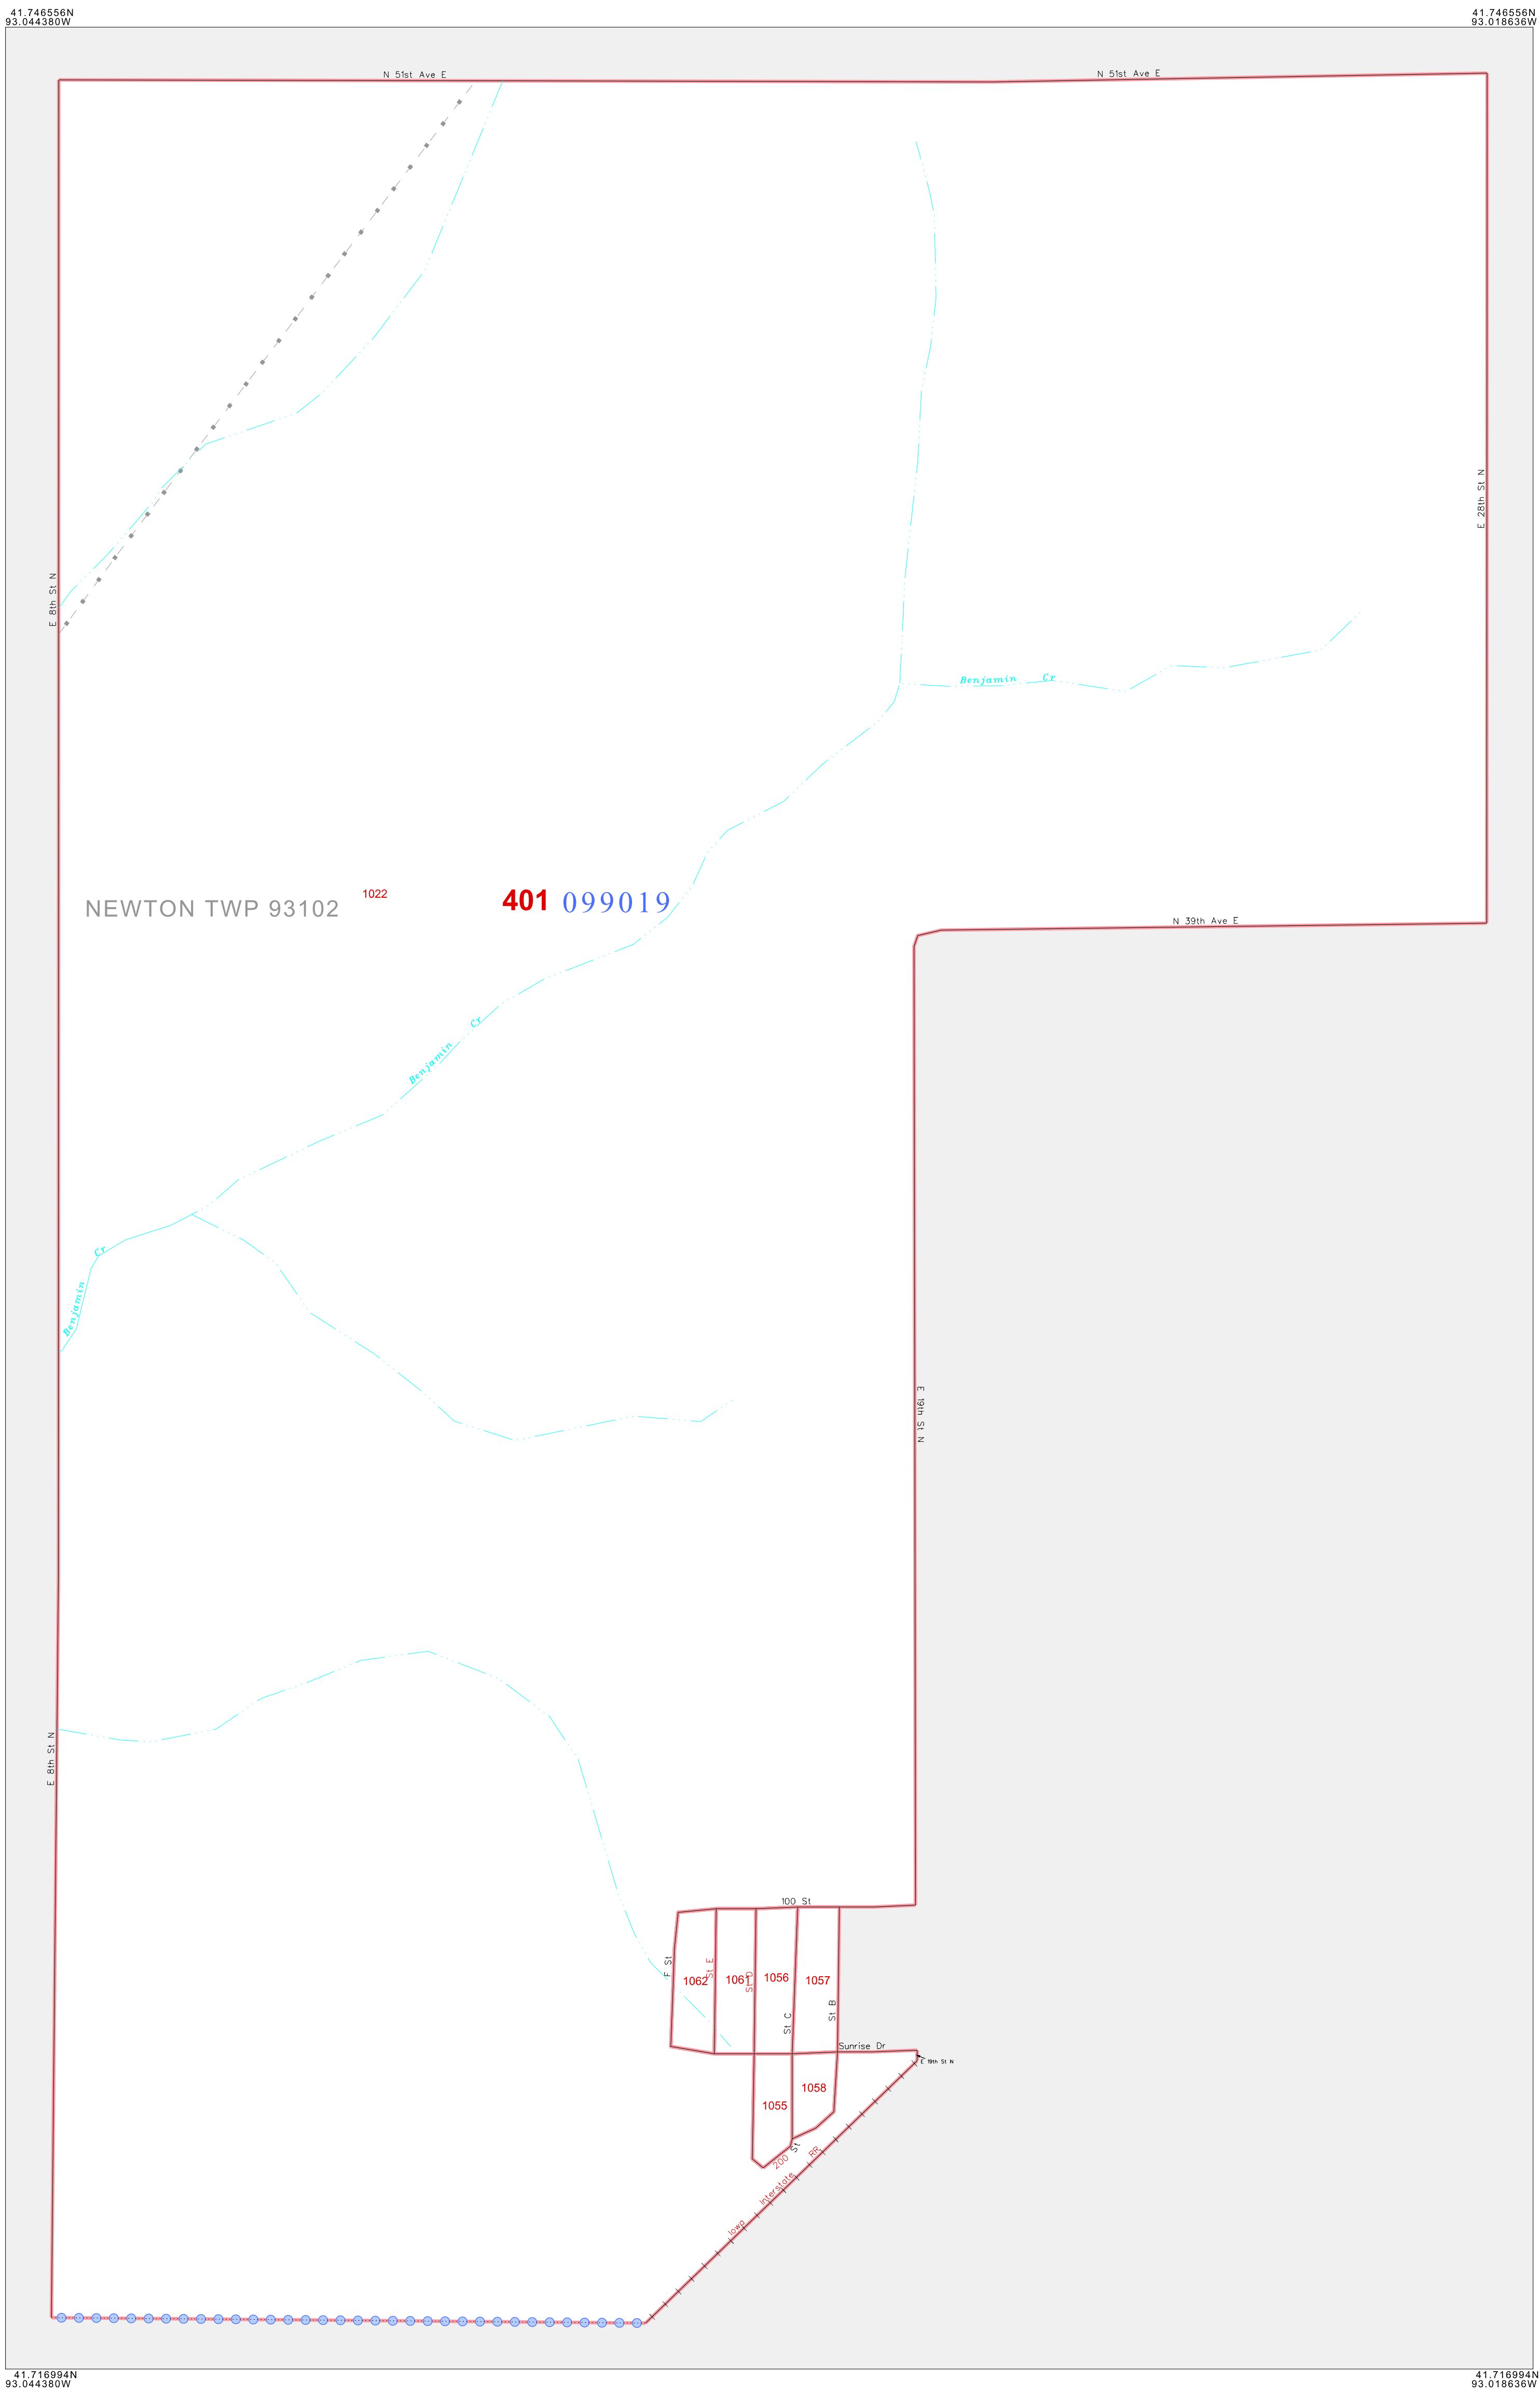 41.746556N
93.044380W
41.746556N
93.018636W
N 51st Ave E
N 51st Ave E
E 28th St N
E 8th St N
Benjamin Cr
1022
401
099019
NEWTON TWP 93102
N 39th Ave E
Benjamin Cr
Benjamin Cr
E 19th St N
E 8th St N
100 St
F St
1062
St E
1061
St D
1056
1057
St C
St B
Sunrise Dr
E 19th St N
1058
1055
200 St
Iowa Interstate RR
41.716994N
93.044380W
41.716994N
93.018636W